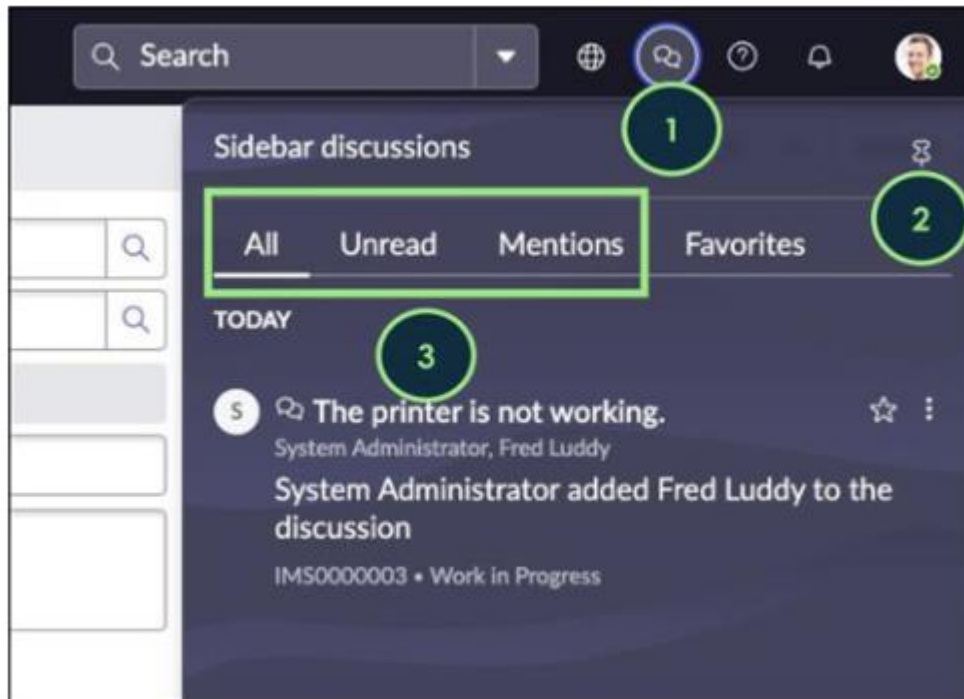 Search
1
Sidebar discussions
2
All Unread Mentions Favorites
TODAY
3
S The printer is not working.
System Administrator, Fred Luddy
System Administrator added Fred Luddy to the
discussion
IMS0000003 • Work in Progress